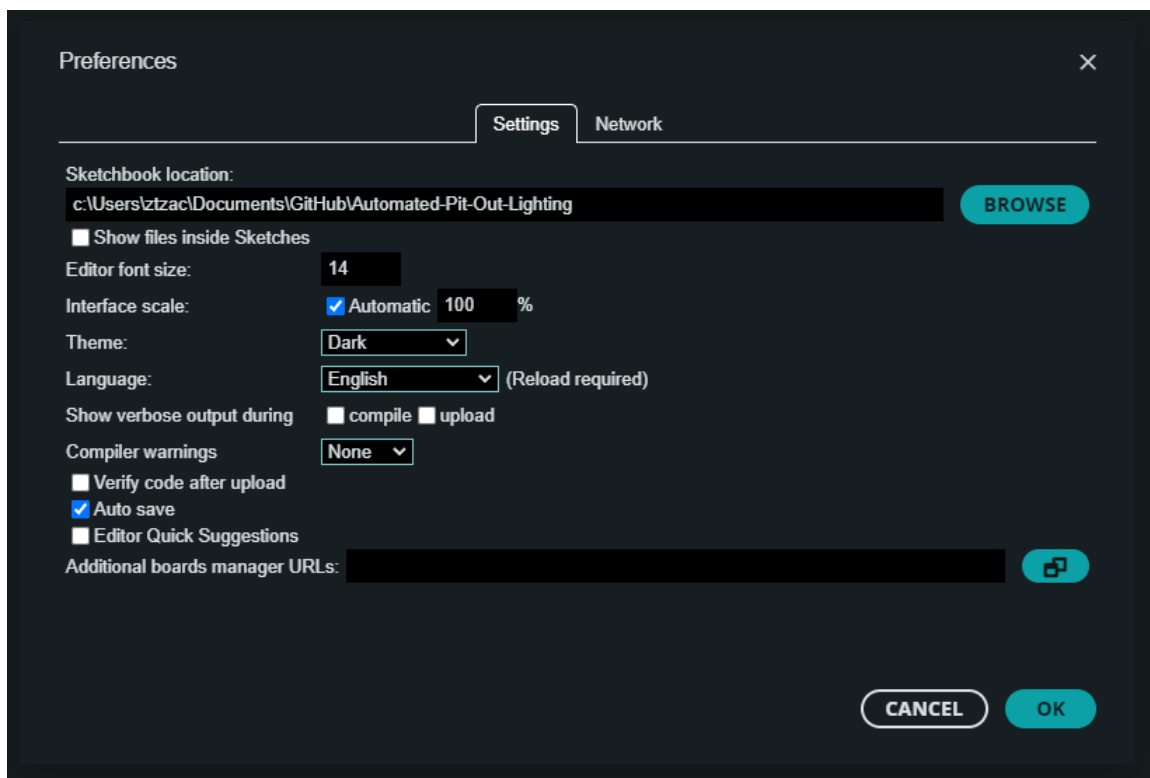 Preferences
Settings Network
Sketchbook location:
c:\Users\ztzac\Documents\GitHub\Automated-Pit-Out-Lighting BROWSE
Show files inside Sketches
Editor font size: 14
Interface scale: Automatic 100 %
Theme: Dark
Language: English (Reload required)
Show verbose output during compile upload
Compiler warnings None
Verify code after upload
Auto save
Editor Quick Suggestions
Additional boards manager URLs:
CANCEL OK